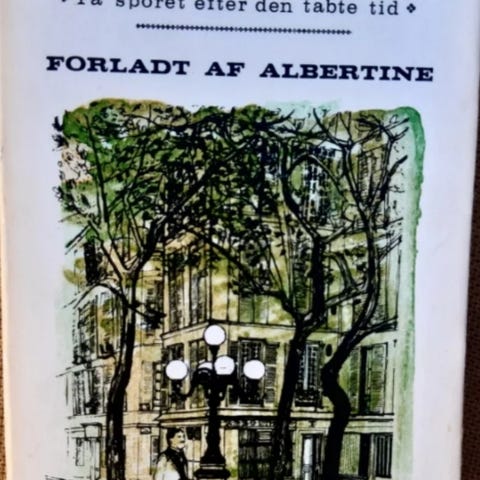 På sporet efter den tabte tid
FORLADT AF ALBERTINE